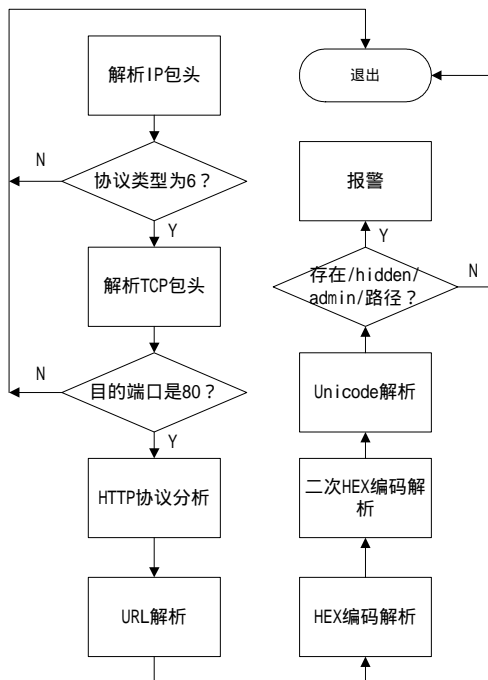 解析IP包头
N
协议类型为6？
Y
解析TCP包头
N
目的端口是80？
Y
HTTP协议分析
URL解析
HEX编码解析
二次HEX编码解
析
Unicode解析
存在/hidden/
admin/路径？
N
Y
报警
退出